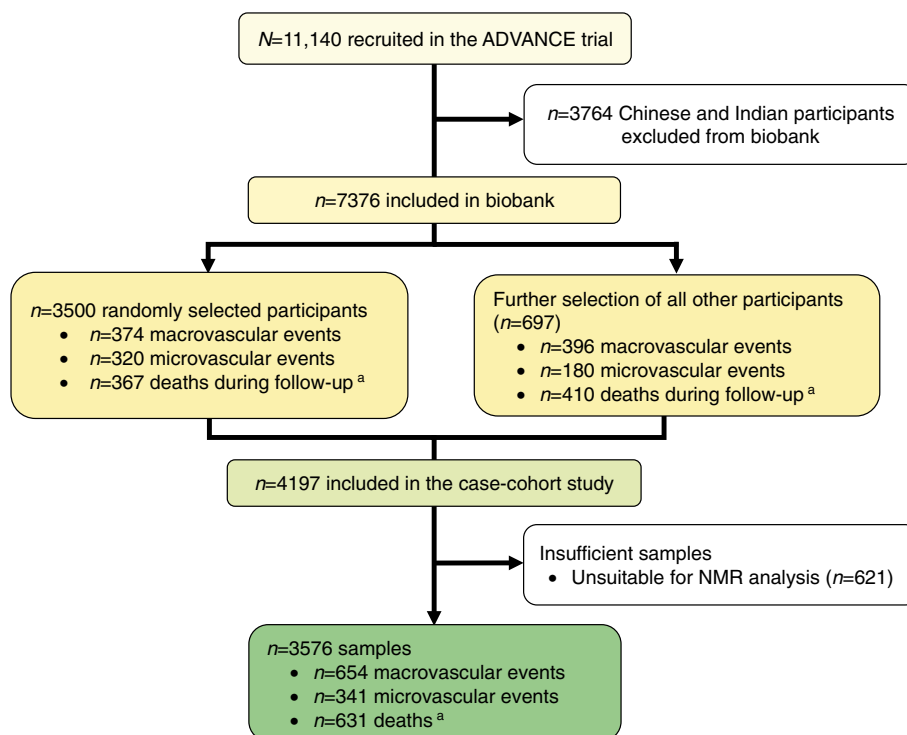 N=11,140 recruited in the ADVANCE trial
n=3764 Chinese and Indian participants
excluded from biobank
n=7376 included in biobank
n=3500 randomly selected participants
• n=374 macrovascular events
• n=320 microvascular events
• n=367 deaths during follow-up a
Further selection of all other participants
(n=697)
• n=396 macrovascular events
• n=180 microvascular events
• n=410 deaths during follow-up a
n=4197 included in the case-cohort study
Insufficient samples
• Unsuitable for NMR analysis (n=621)
n=3576 samples
• n=654 macrovascular events
• n=341 microvascular events
• n=631 deaths a